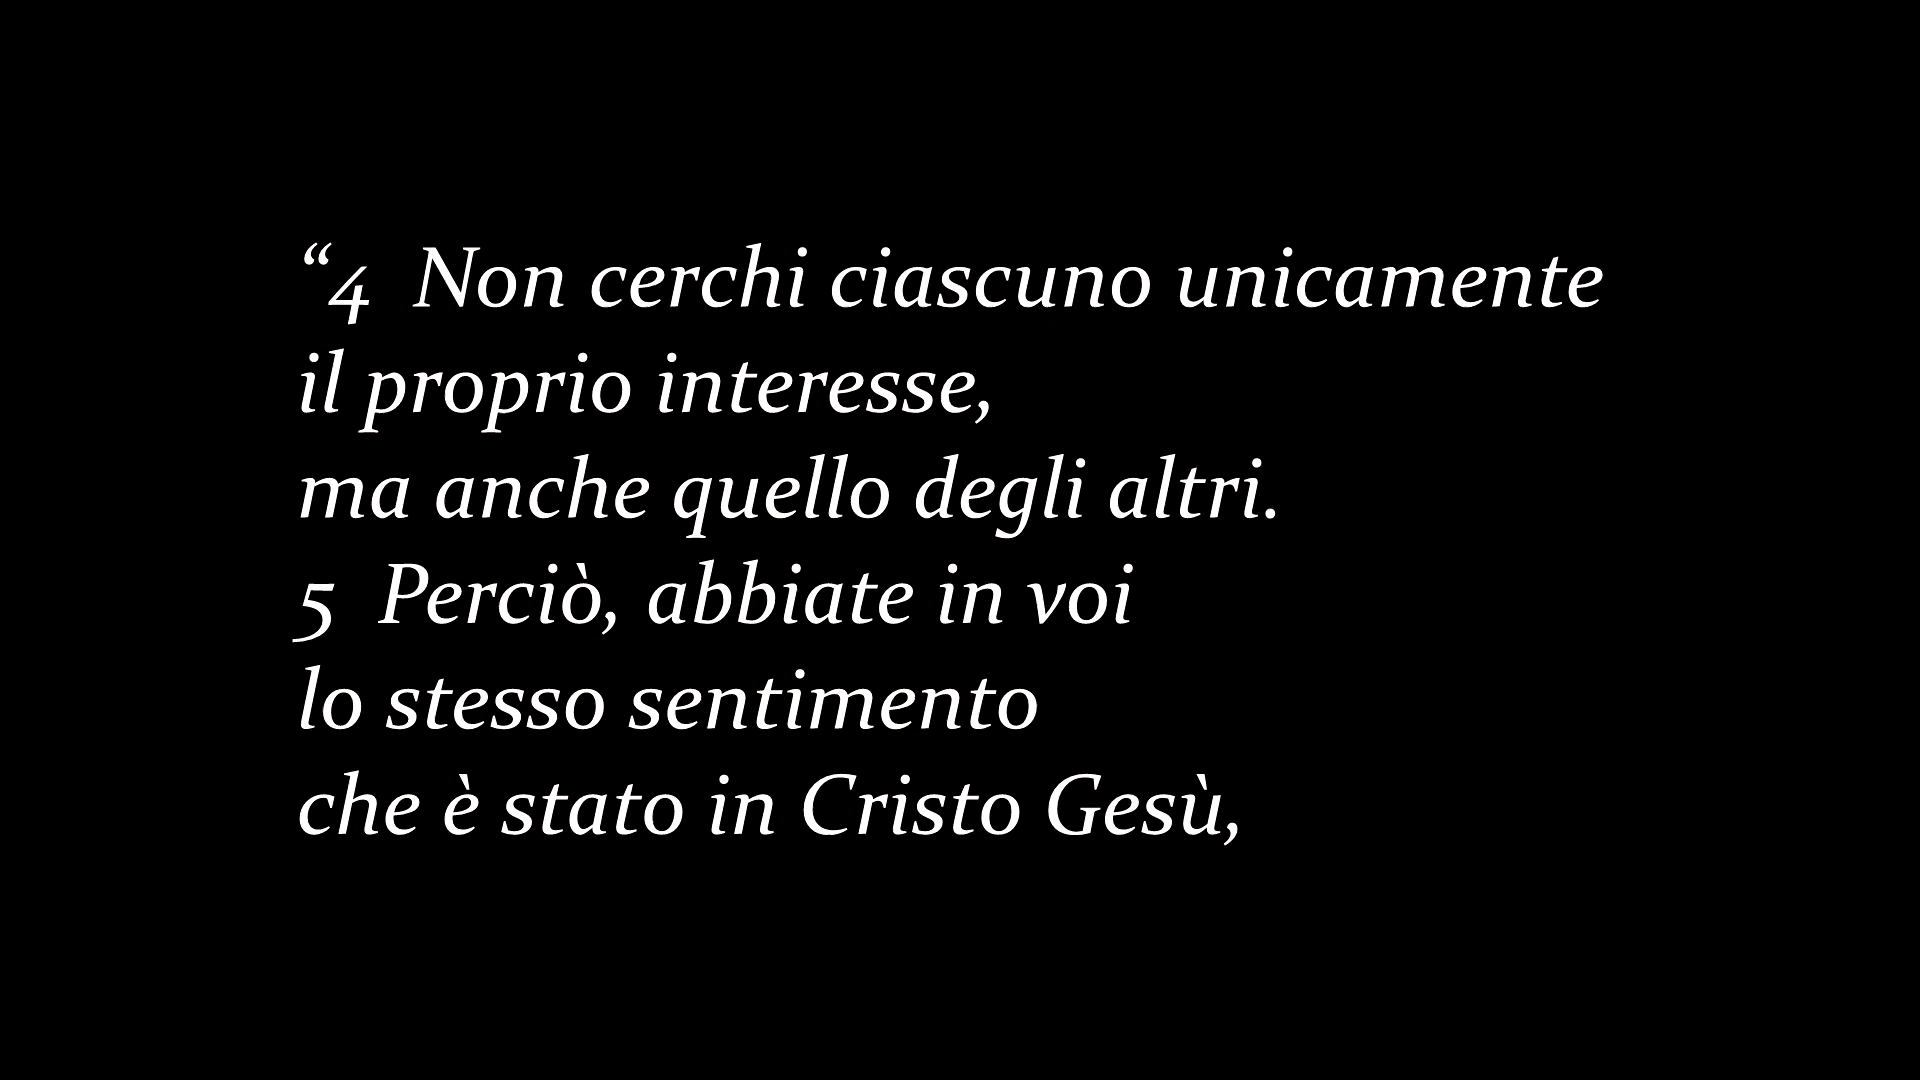 “4  Non cerchi ciascuno unicamente
il proprio interesse,
ma anche quello degli altri.
5  Perciò, abbiate in voi
lo stesso sentimento
che è stato in Cristo Gesù,